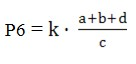 P6 = k · (a+b+d)/c